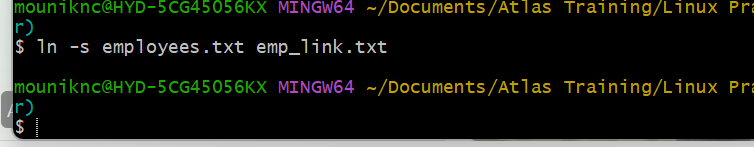 mouniknc@HYD-5CG45056KX MINGW64 ~/Documents/Atlas Training/Linux Pra
r)
$ ln -s employees.txt emp_link.txt
mouniknc@HYD-5CG45056KX MINGW64 ~/Documents/Atlas Training/Linux Pra
r)
$